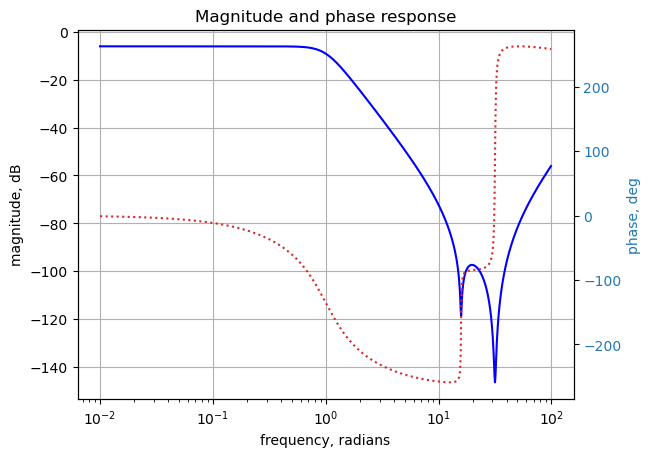 Magnitude and phase response
magnitude, dB
0
−20
−40
−60
−80
−100
−120
−140
200
100
0
−100
−200
phase, deg
10⁻² 10⁻¹ 10⁰ 10¹ 10²
frequency, radians